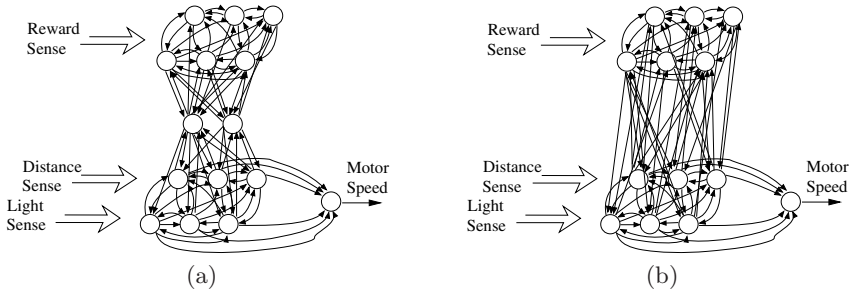 Reward
Sense
Distance
Sense
Light
Sense
Motor
Speed
(a)
Reward
Sense
Distance
Sense
Light
Sense
Motor
Speed
(b)